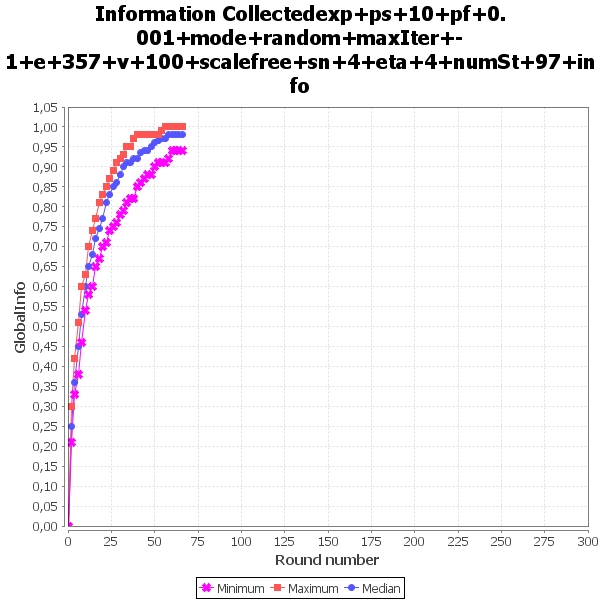 Information Collectedexp+ps+10+pf+0.
001+mode+random+maxIter+-
1+e+357+v+100+scalefree+sn+4+eta+4+numSt+97+in
fo
1,05
1,00
0,95
0,90
0,85
0,80
0,75
0,70
0,65
0,60
0,55
0,50
0,45
0,40
0,35
0,30
0,25
0,20
0,15
0,10
0,05
0,00
GlobalInfo
0 25 50 75 100 125 150 175 200 225 250 275 300
Round number
Minimum Maximum Median